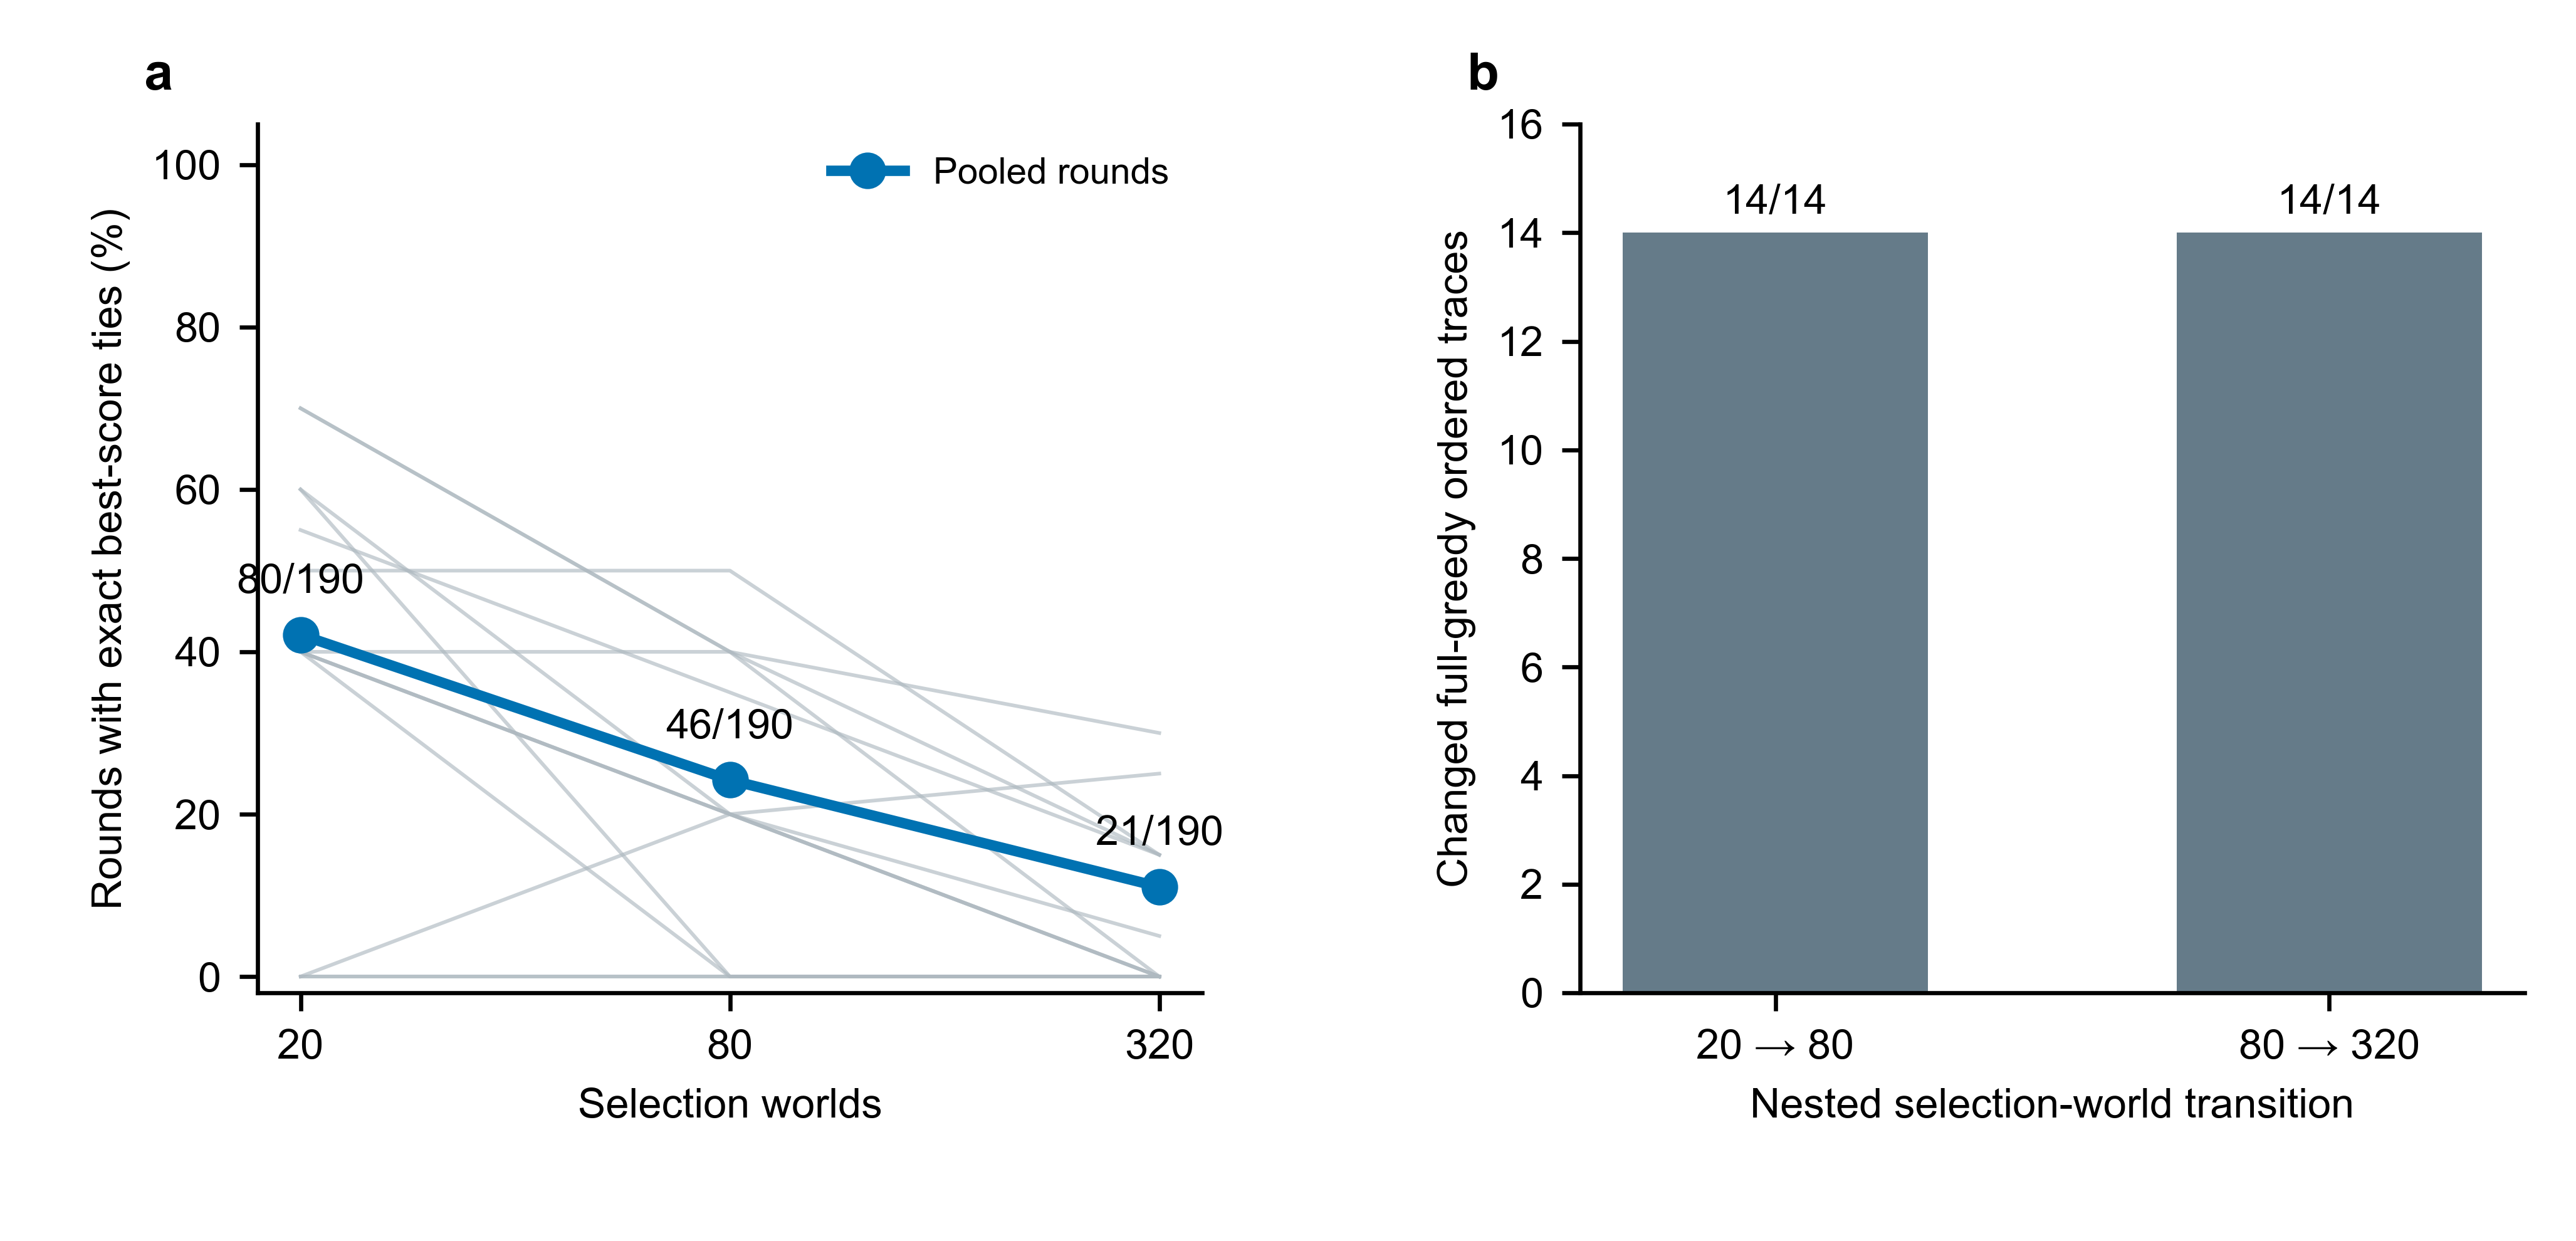 a
Rounds with exact best-score ties (%)
100
80
60
40
20
0
Pooled rounds
80/190
46/190
21/190
20
80
320
Selection worlds
b
Changed full-greedy ordered traces
16
14
12
10
8
6
4
2
0
14/14
14/14
20 → 80
80 → 320
Nested selection-world transition